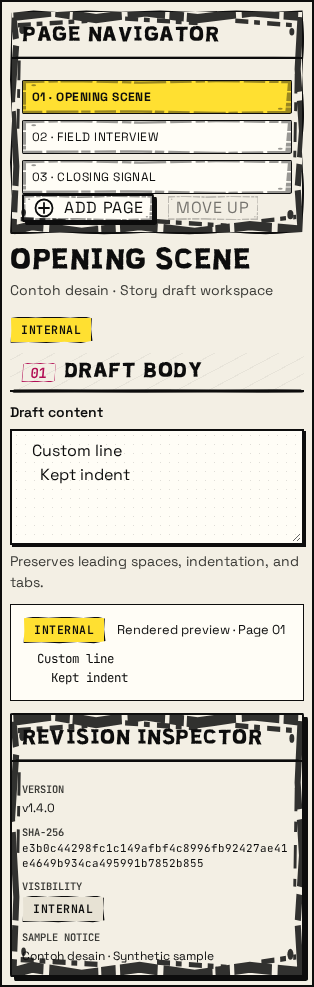 PAGE NAVIGATOR
01 · OPENING SCENE
02 · FIELD INTERVIEW
03 · CLOSING SIGNAL
ADD PAGE MOVE UP
OPENING SCENE
Contoh desain · Story draft workspace
INTERNAL
01 DRAFT BODY
Draft content
Custom line
Kept indent
Preserves leading spaces, indentation, and
tabs.
INTERNAL Rendered preview · Page 01
Custom line
Kept indent
REVISION INSPECTOR
VERSION
v1.4.0
SHA-256
e3b0c44298fc1c149afbf4c8996fb92427ae41
e4649b934ca495991b7852b855
VISIBILITY
INTERNAL
SAMPLE NOTICE
Contoh desain · Synthetic sample